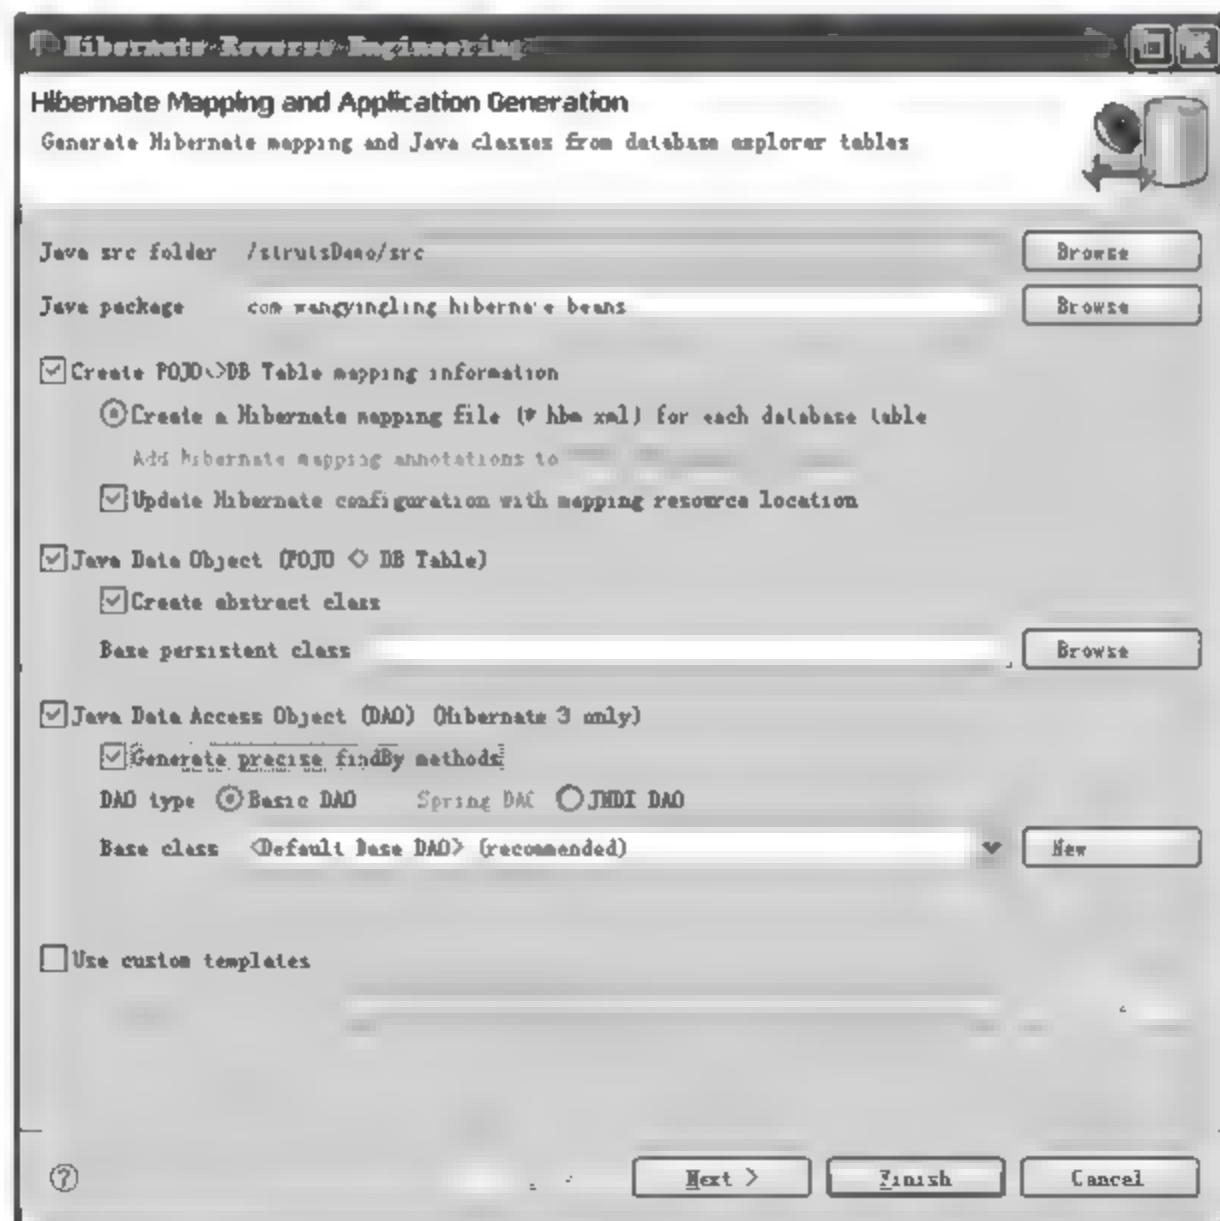 Hibernate Reverse Engineering
Hibernate Mapping and Application Generation
Generate Hibernate mapping and Java classes from database explorer tables
Java src folder /strutsDemo/src Browse
Java package com wangyingling hibernate beans Browse
Create POJO<>DB Table mapping information
Create a Hibernate mapping file (* hbm xml) for each database table
Add hibernate mapping annotations to
Update Hibernate configuration with mapping resource location
Java Data Object (POJO <> DB Table)
Create abstract class
Base persistent class Browse
Java Data Access Object (DAO) (Hibernate 3 only)
Generate precise findBy methods
DAO type Basic DAO Spring DAO JNDI DAO
Base class <Default Base DAO> (recommended) New
Use custom templates
? Next > Finish Cancel